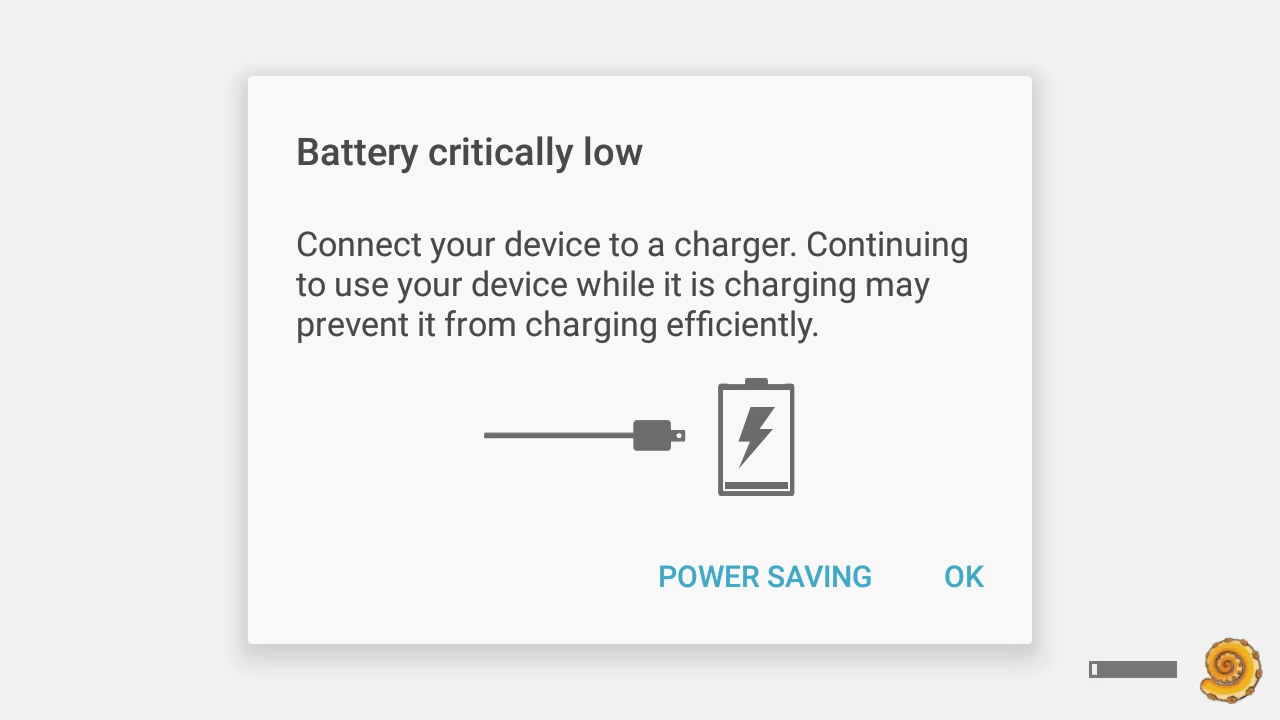 Battery critically low
Connect your device to a charger. Continuing
to use your device while it is charging may
prevent it from charging efficiently.
POWER SAVING OK